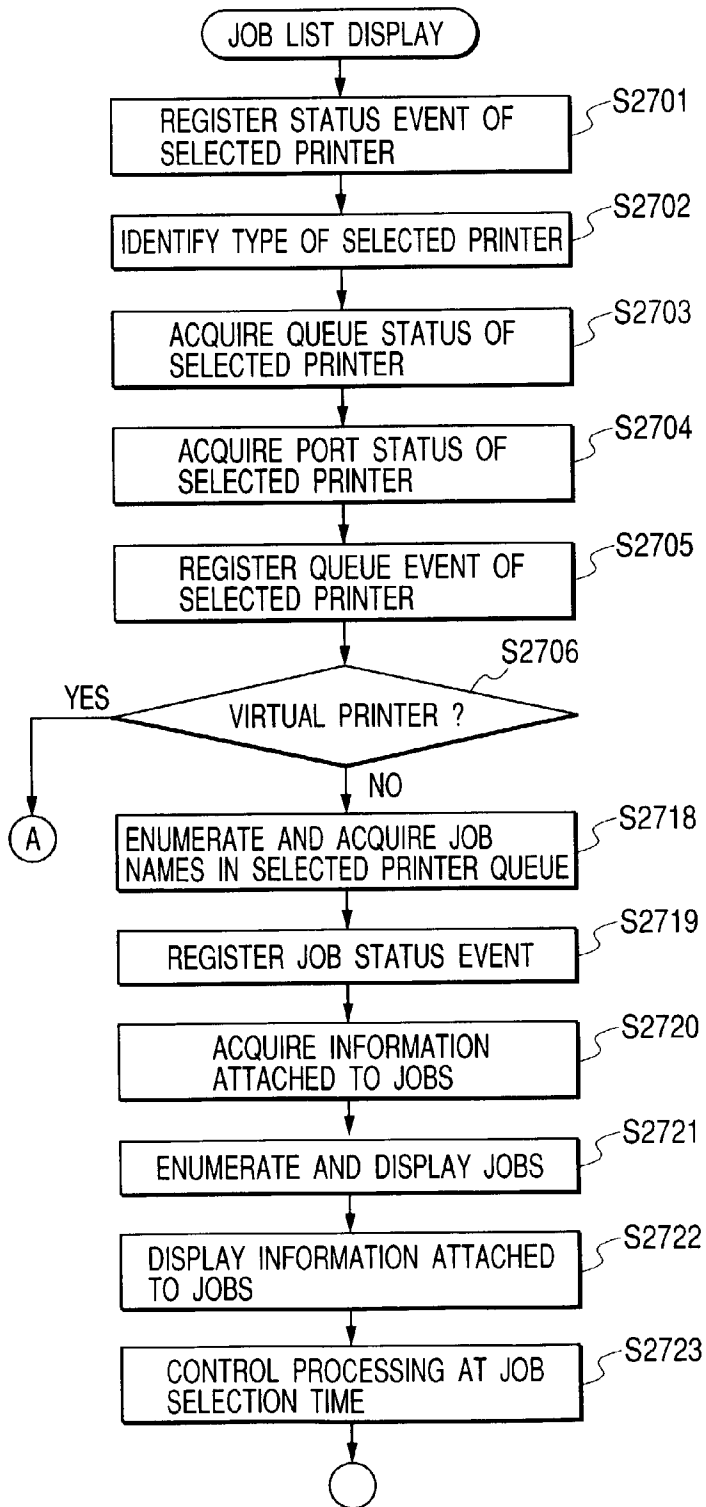 JOB LIST DISPLAY
REGISTER STATUS EVENT OF
SELECTED PRINTER
S2701
IDENTIFY TYPE OF SELECTED PRINTER
S2702
ACQUIRE QUEUE STATUS OF
SELECTED PRINTER
S2703
ACQUIRE PORT STATUS OF
SELECTED PRINTER
S2704
REGISTER QUEUE EVENT OF
SELECTED PRINTER
S2705
S2706
YES
VIRTUAL PRINTER ?
NO
A
ENUMERATE AND ACQUIRE JOB
NAMES IN SELECTED PRINTER QUEUE
S2718
REGISTER JOB STATUS EVENT
S2719
ACQUIRE INFORMATION
ATTACHED TO JOBS
S2720
ENUMERATE AND DISPLAY JOBS
S2721
DISPLAY INFORMATION ATTACHED
TO JOBS
S2722
CONTROL PROCESSING AT JOB
SELECTION TIME
S2723